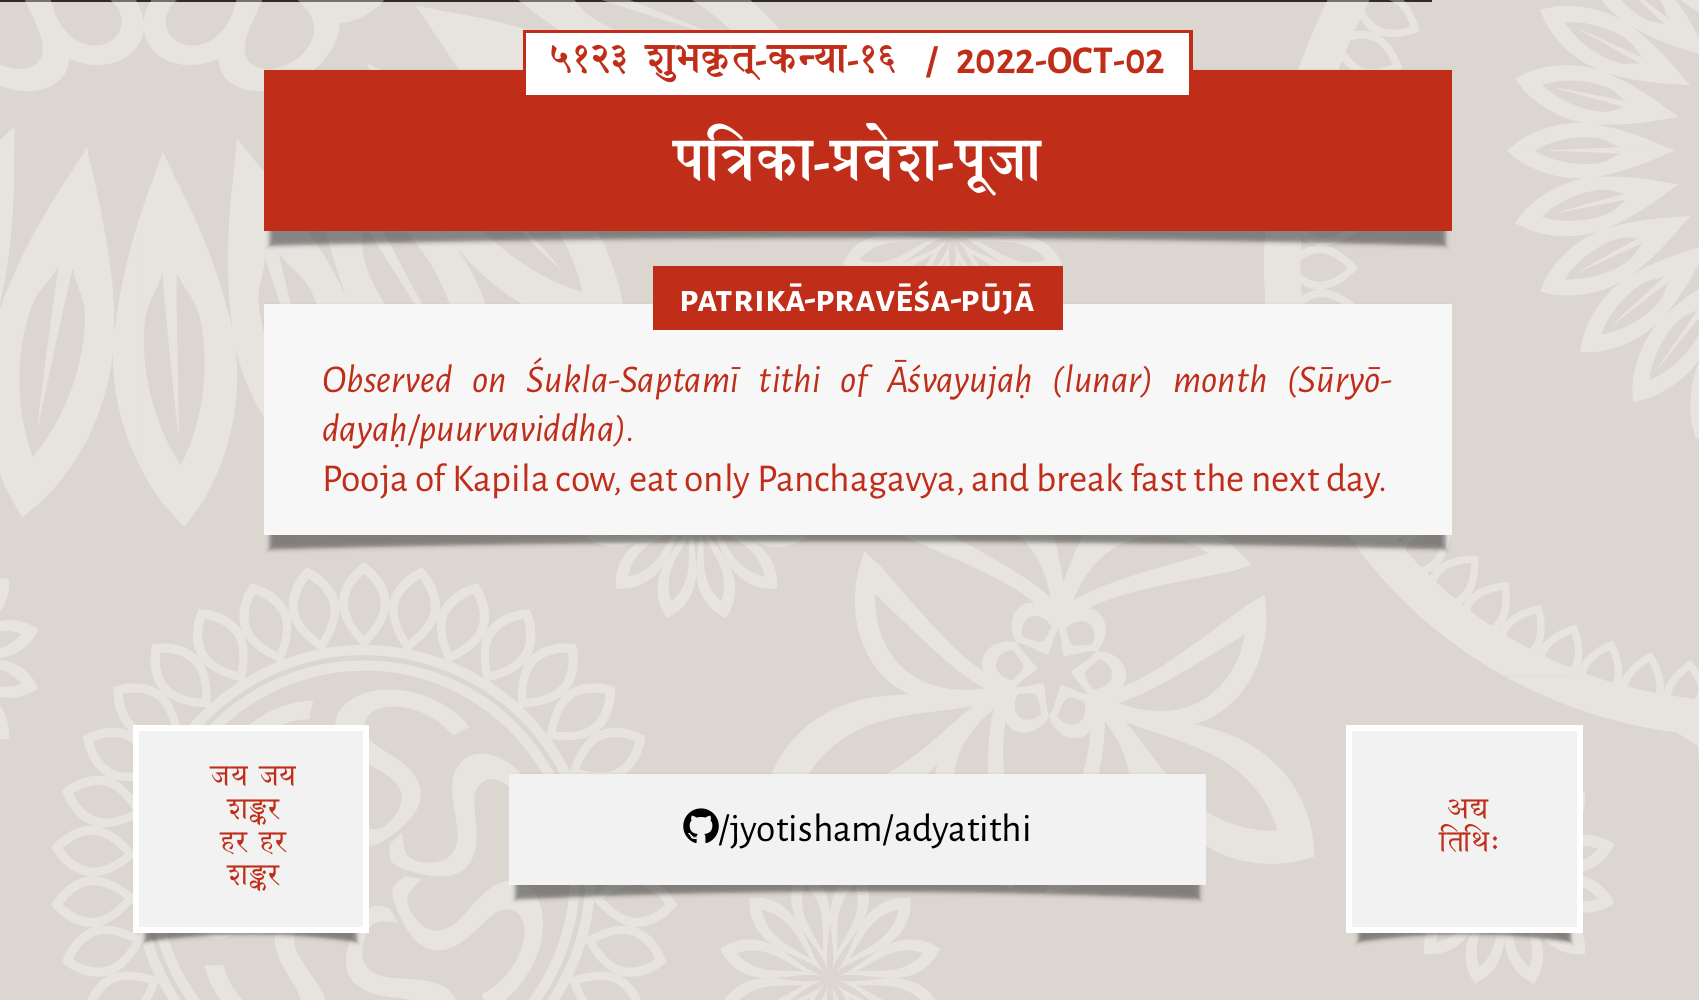 ५१२३ शुभकृत्-कन्या-१६ / 2022-OCT-02
पत्रिका-प्रवेश-पूजा
PATRIKĀ-PRAVĒŚA-PŪJĀ
Observed on Śukla-Saptamī tithi of Āśvayujaḥ (lunar) month (Sūryō-
dayaḥ/puurvaviddha).
Pooja of Kapila cow, eat only Panchagavya, and break fast the next day.
जय जय
शङ्कर
हर हर
शङ्कर
/jyotisham/adyatithi
अद्य
तिथिः